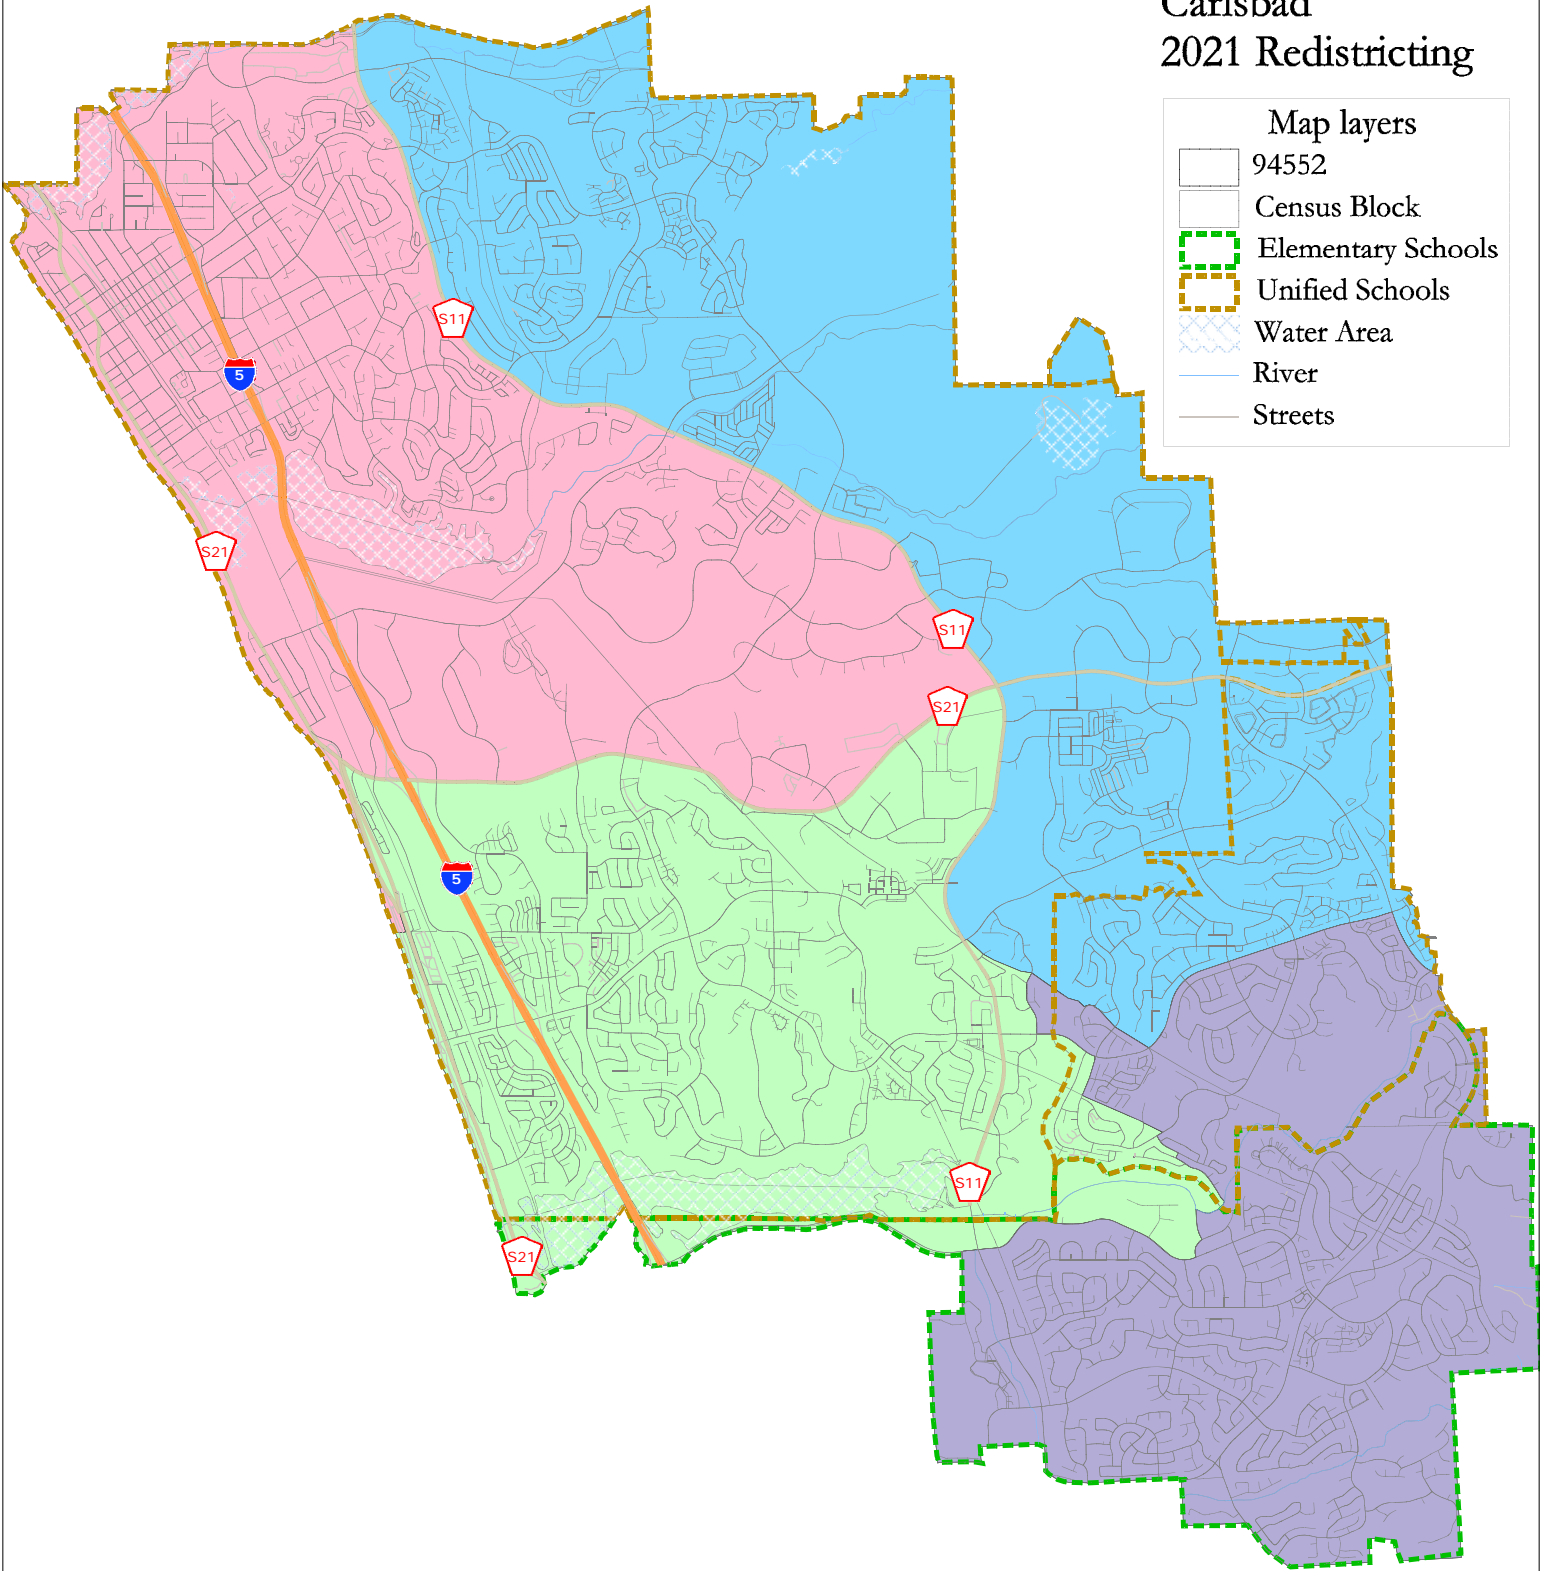 Carlsbad
2021 Redistricting
Map layers
94552
Census Block
Elementary Schools
Unified Schools
Water Area
River
Streets
S11
5
S21
S11
S21
5
S11
S21